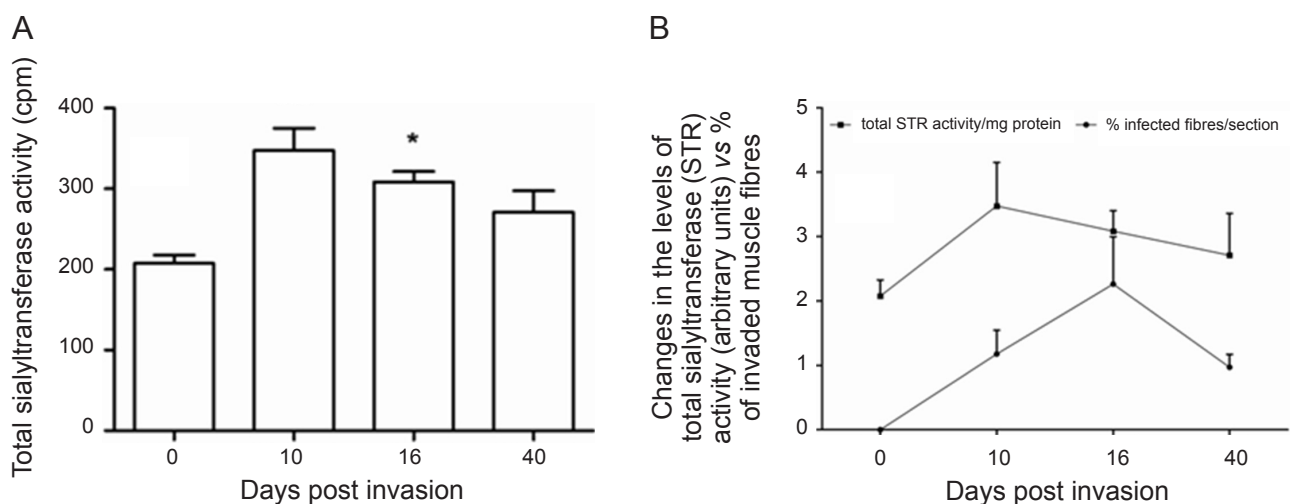 A
Total sialyltransferase activity (cpm)
400
300
200
100
0
*
0 10 16 40
Days post invasion
B
Changes in the levels of
total sialyltransferase (STR)
activity (arbitrary units) vs %
of invaded muscle fibres
5
4
3
2
1
0
total STR activity/mg protein % infected fibres/section
0 10 16 40
Days post invasion